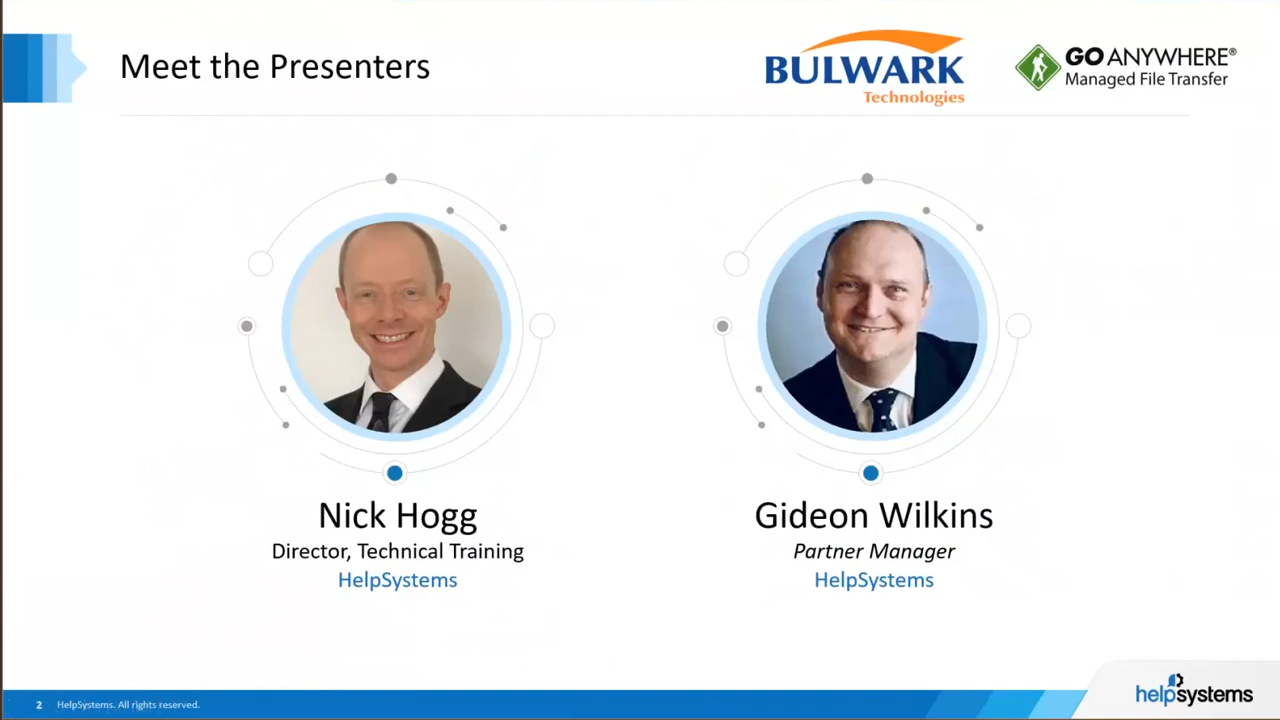 Meet the Presenters
BULWARK
Technologies
GO ANYWHERE®
Managed File Transfer
Nick Hogg
Director, Technical Training
HelpSystems
Gideon Wilkins
Partner Manager
HelpSystems
2 HelpSystems. All rights reserved.
helpsystems